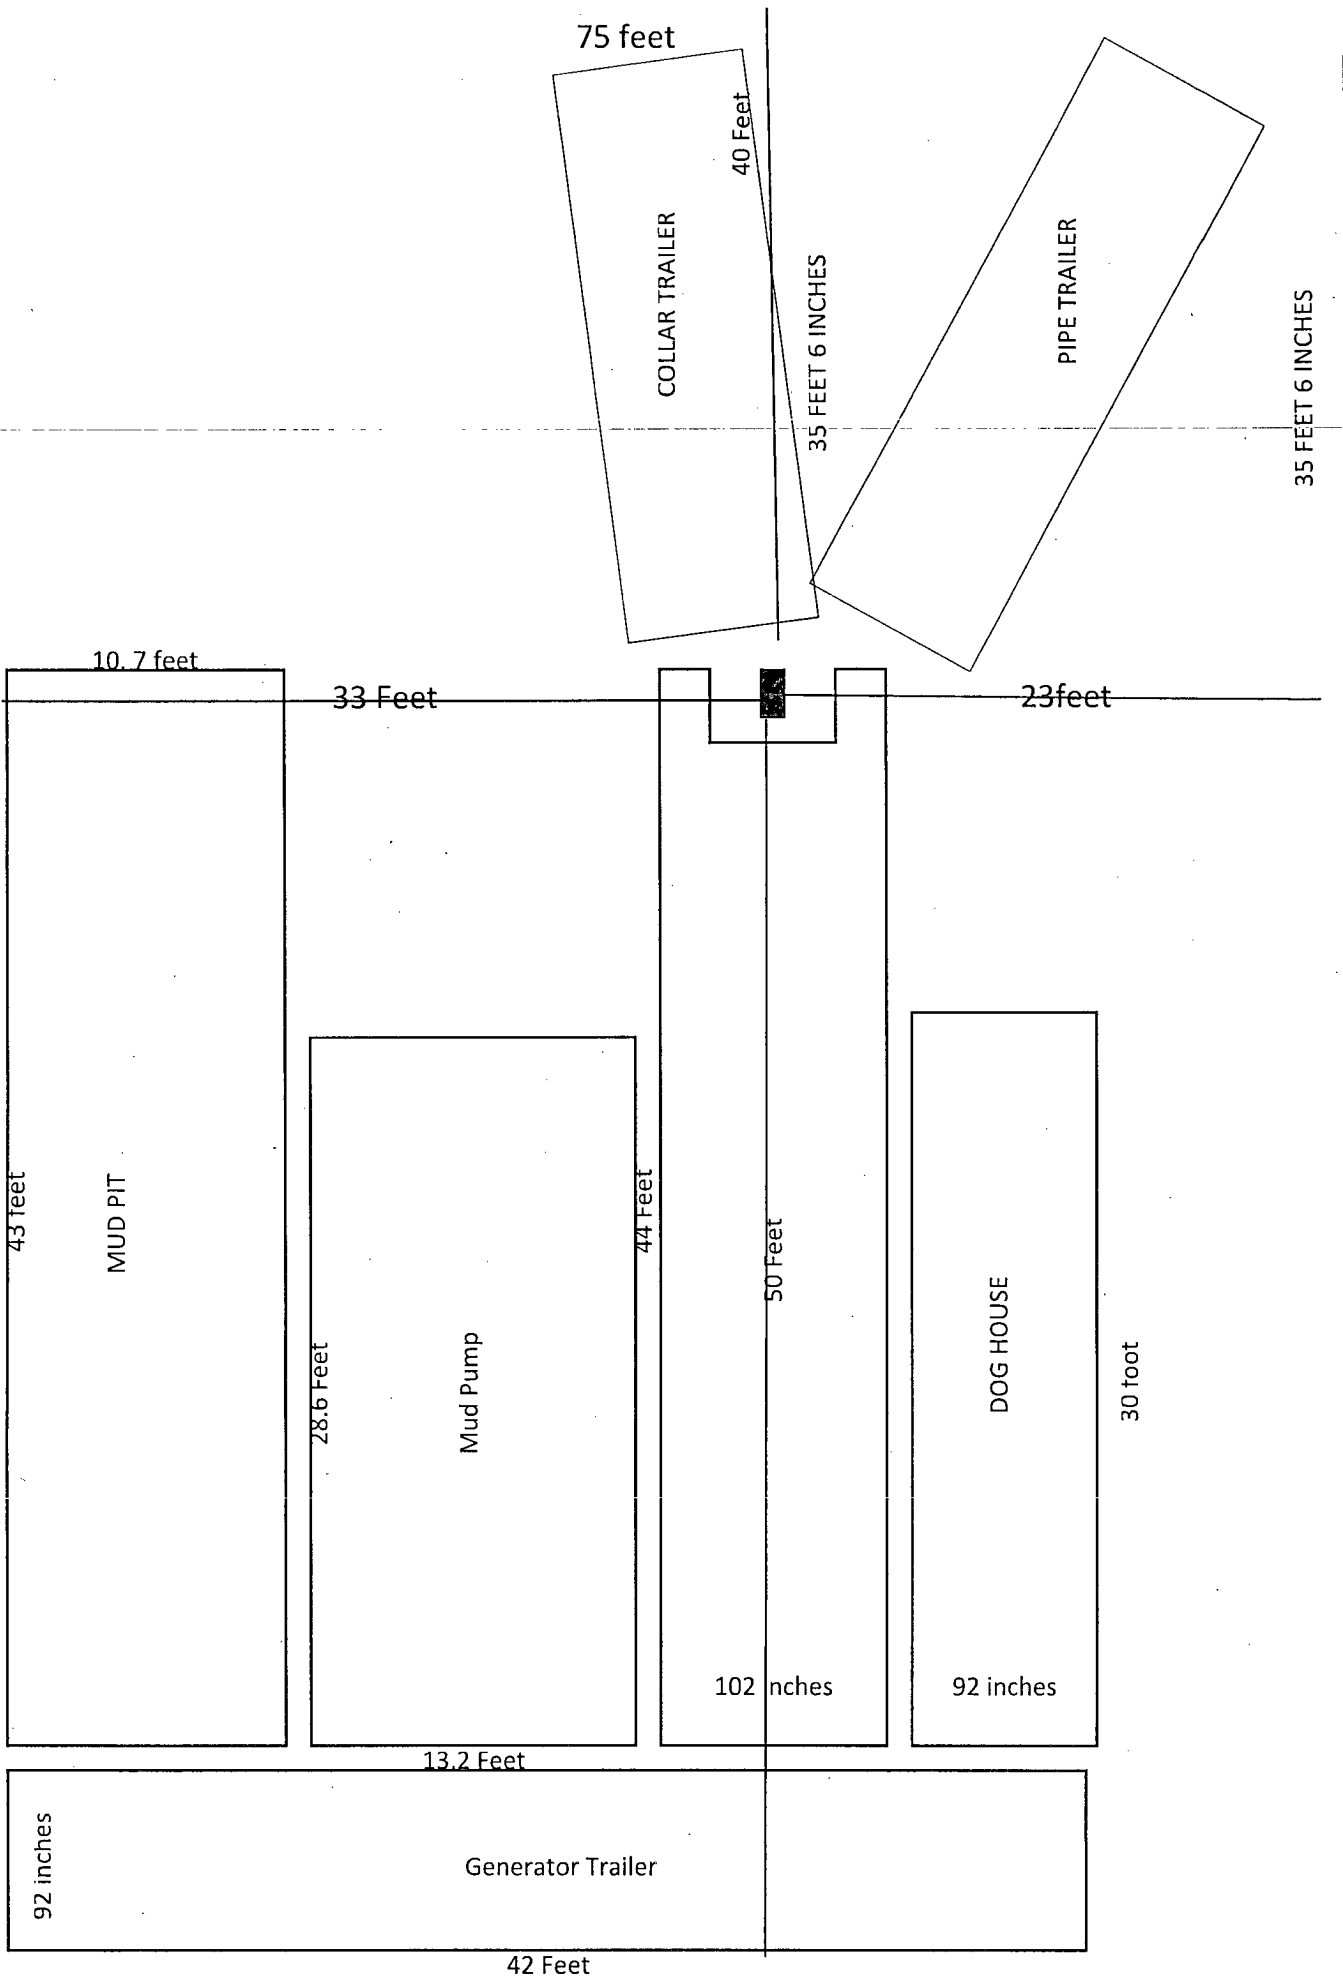 75 feet
40 Feet
COLLAR TRAILER
35 FEET 6 INCHES
PIPE TRAILER
35 FEET 6 INCHES
10. 7 feet
33 Feet
23feet
43 feet
MUD PIT
28.6 Feet
Mud Pump
44 Feet
50 Feet
DOG HOUSE
30 foot
102 inches
92 inches
13.2 Feet
92 inches
Generator Trailer
42 Feet